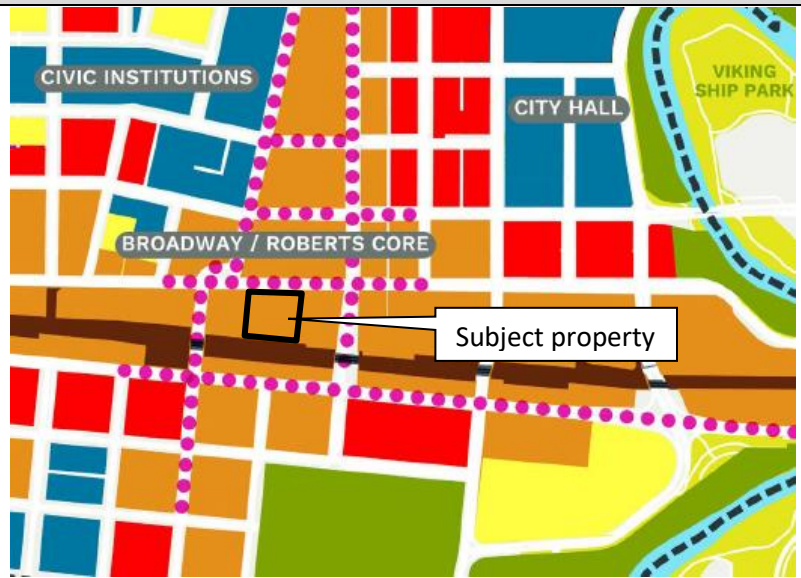 CIVIC INSTITUTIONS
CITY HALL
VIKING
SHIP PARK
BROADWAY / ROBERTS CORE
Subject property